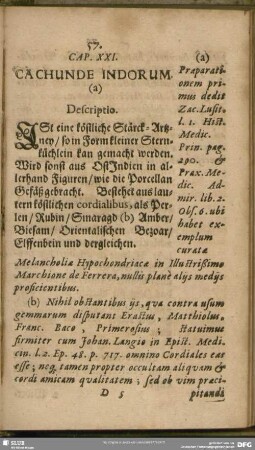 57.
CAP. XXI.
CACHUNDE INDORUM.
(a)
Descriptio.
ISt eine köstliche Stärck-Artz-
ney/ so in Form kleiner Stern-
küchlein kan gemacht werden.
Wird sonst aus Ost Indien in al-
lerhand Figuren/ wie die Porcellan
Gefäß gebracht. Bestehet aus lau-
tern köstlichen cordialibus, als Per-
len/ Rubin/ Smaragd (b) Amber/
Biesam/ Orientalischen Bezoar/
Elffenbein und dergleichen.
(a)
Præparati-
onem pri-
mus dedit
Zac. Lusit.
l. 1. Hist.
Medic.
Prin. pag.
290. &
Prax. Me-
dic. Ad-
mir. lib. 2.
Obs. 6. ubi
habet ex-
emplum
curatæ
Melancholiæ Hypochondriacæ in Illustrißimo
Marchione de Ferrera, nullis planè alijs medijs
proficientibus.
(b) Nihil obstantibus ijs, quæ contra usum
gemmarum disputant Erastus, Matthiolus,
Franc. Baco, Primerosius; statuimus
firmiter cum Johan. Langio in Epist. Medi-
cin. l. 2. Ep. 48. p. 717. omnino Cordiales eas
esse; neq; tamen propter occultam aliqvam &
cordi amicam qvalitatem; sed ob vim præci-
D 5
pitandi